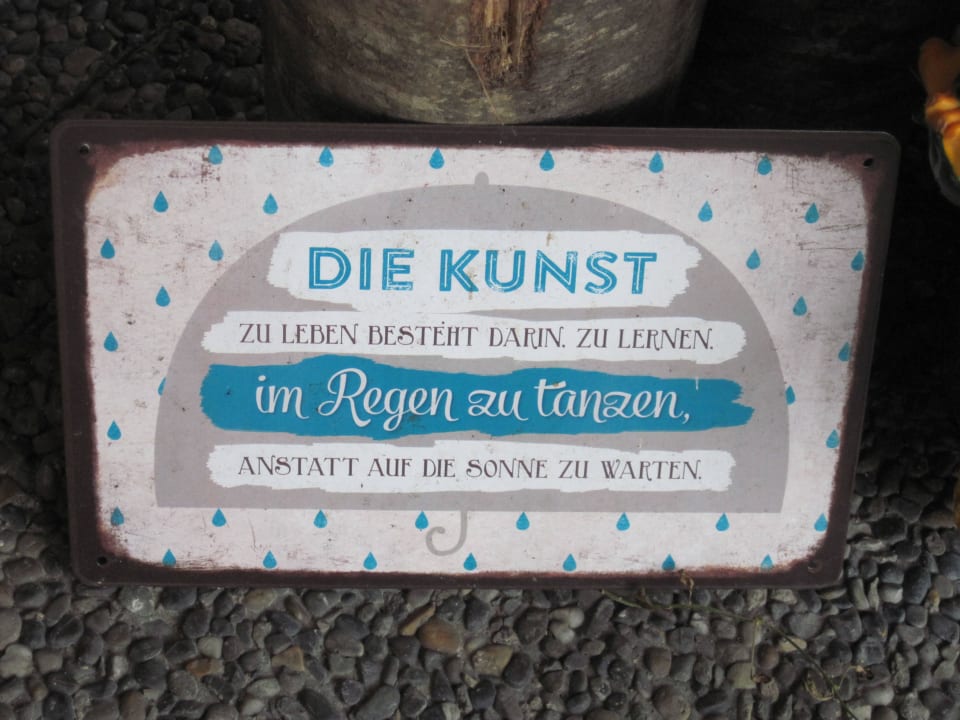 DIE KUNST
ZU LEBEN BESTEHT DARIN, ZU LERNEN,
im Regen zu tanzen,
ANSTATT AUF DIE SONNE ZU WARTEN.